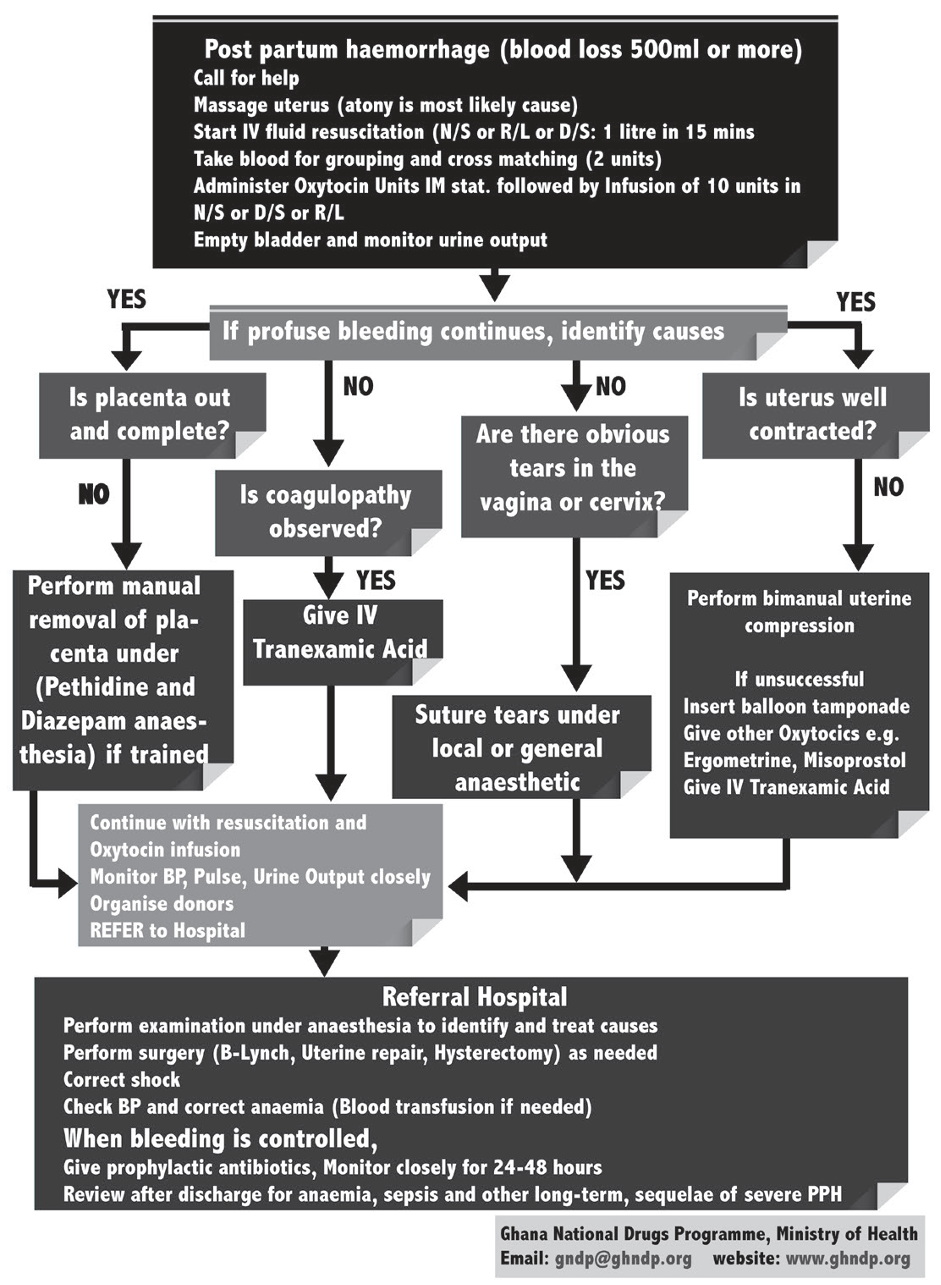 Post partum haemorrhage (blood loss 500ml or more)
Call for help
Massage uterus (atony is most likely cause)
Start IV fluid resuscitation (N/S or R/L or D/S: 1 litre in 15 mins
Take blood for grouping and cross matching (2 units)
Administer Oxytocin Units IM stat. followed by Infusion of 10 units in
N/S or D/S or R/L
Empty bladder and monitor urine output
YES
YES
If profuse bleeding continues, identify causes
NO
NO
Is placenta out
and complete?
Is uterus well
contracted?
Are there obvious
tears in the
vagina or cervix?
NO
NO
Is coagulopathy
observed?
YES
YES
Perform manual
removal of pla-
centa under
(Pethidine and
Diazepam anaes-
thesia) if trained
Give IV
Tranexamic Acid
Suture tears under
local or general
anaesthetic
Perform bimanual uterine
compression
If unsuccessful
Insert balloon tamponade
Give other Oxytocics e.g.
Ergometrine, Misoprostol
Give IV Tranexamic Acid
Continue with resuscitation and
Oxytocin infusion
Monitor BP, Pulse, Urine Output closely
Organise donors
REFER to Hospital
Referral Hospital
Perform examination under anaesthesia to identify and treat causes
Perform surgery (B-Lynch, Uterine repair, Hysterectomy) as needed
Correct shock
Check BP and correct anaemia (Blood transfusion if needed)
When bleeding is controlled,
Give prophylactic antibiotics, Monitor closely for 24-48 hours
Review after discharge for anaemia, sepsis and other long-term, sequelae of severe PPH
Ghana National Drugs Programme, Ministry of Health
Email: gndp@ghndp.org website: www.ghndp.org